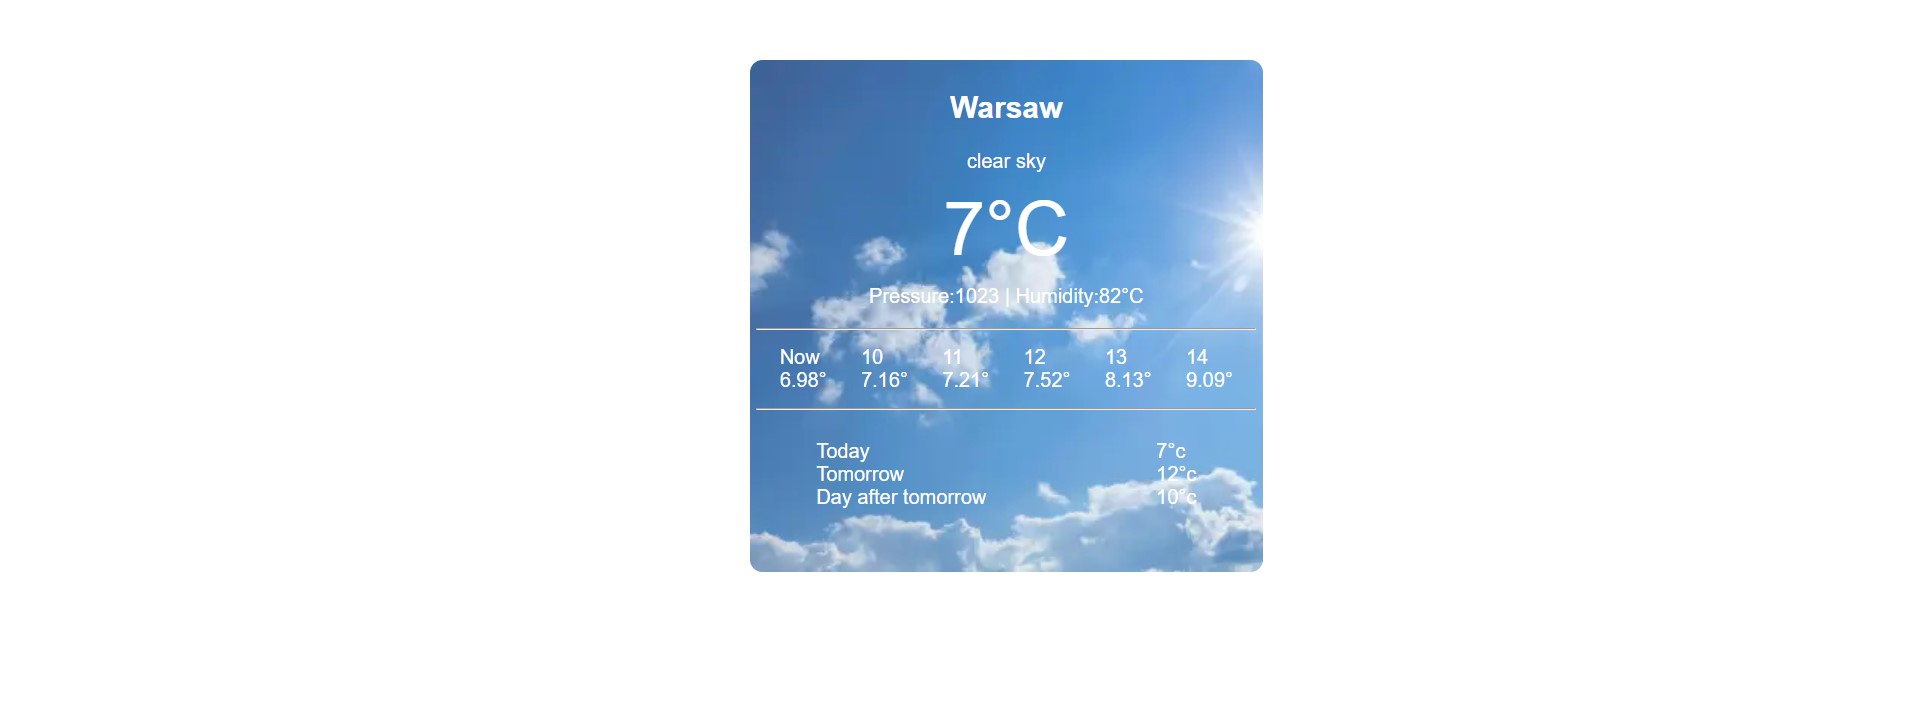 Warsaw
clear sky
7°C
Pressure:1023 | Humidity:82°C
Now 10 11 12 13 14
6.98° 7.16° 7.21° 7.52° 8.13° 9.09°
Today 7°c
Tomorrow 12°c
Day after tomorrow 10°c